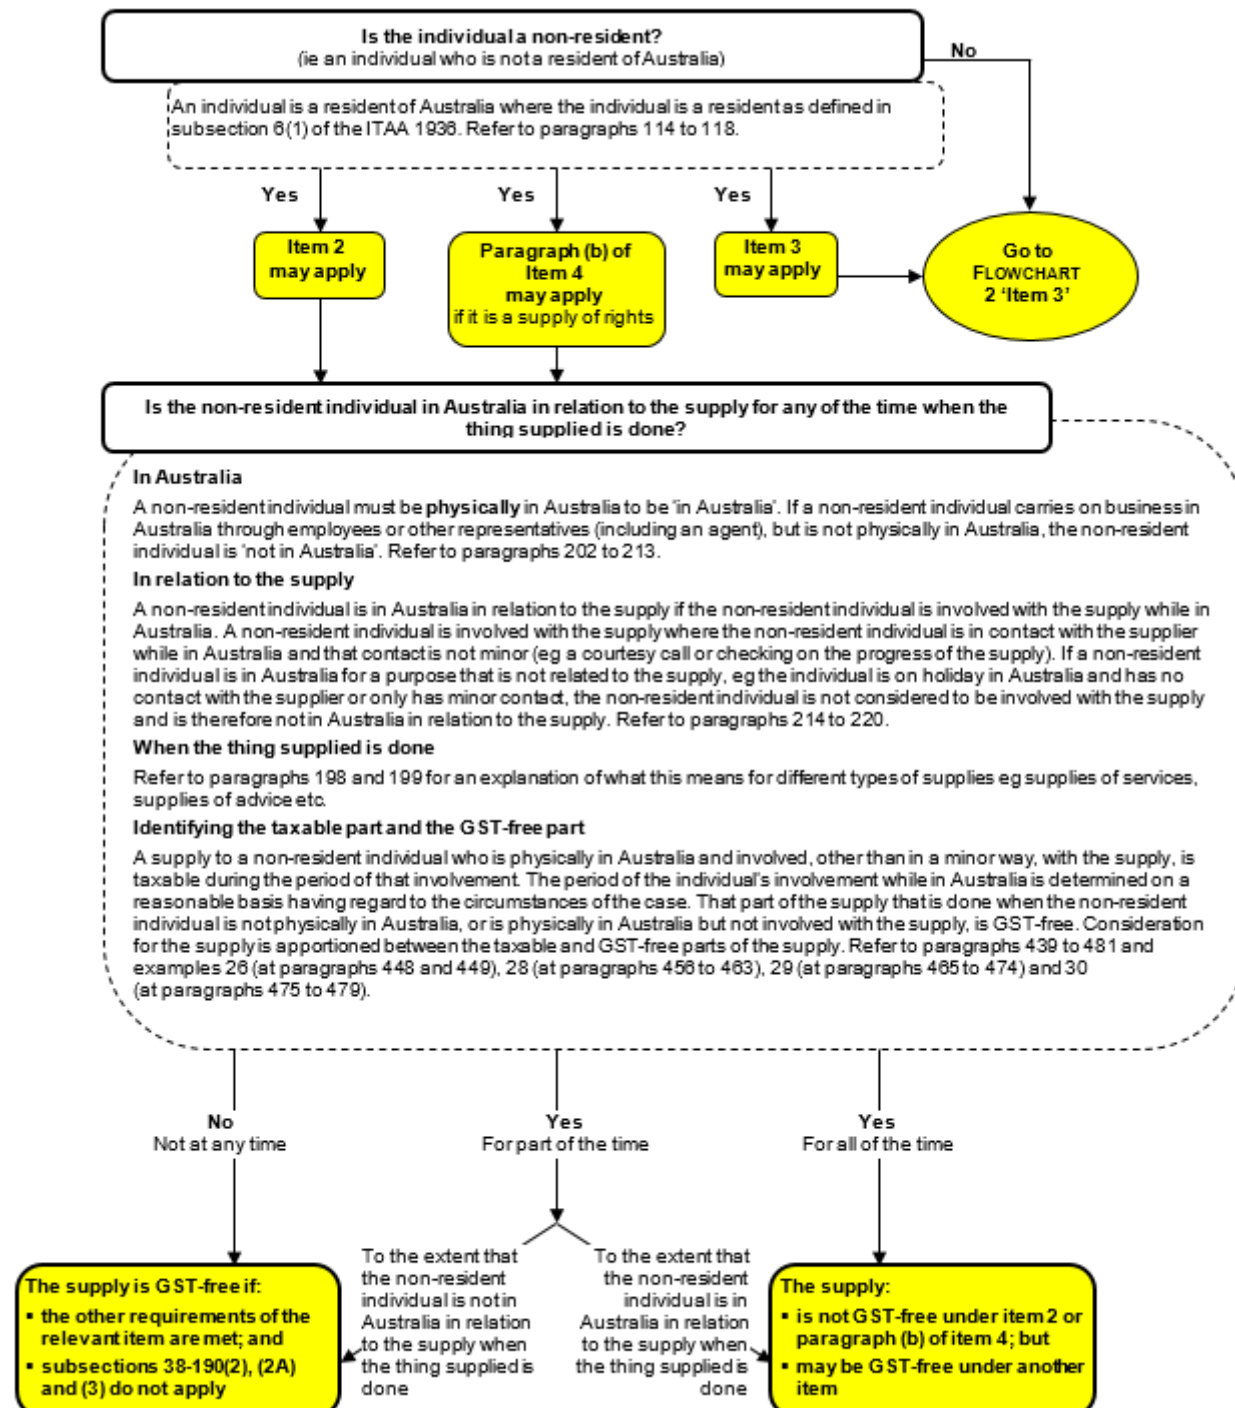 Is the individual a non-resident?
(ie an individual who is not a resident of Australia)
No
An individual is a resident of Australia where the individual is a resident as defined in
subsection 6(1) of the ITAA 1936. Refer to paragraphs 114 to 118.
Yes
Yes
Yes
Item 2
may apply
Paragraph (b) of
Item 4
may apply
if it is a supply of rights
Item 3
may apply
Go to
FLOWCHART
2 ‘Item 3’
Is the non-resident individual in Australia in relation to the supply for any of the time when the
thing supplied is done?
In Australia
A non-resident individual must be physically in Australia to be ‘in Australia’. If a non-resident individual carries on business in
Australia through employees or other representatives (including an agent), but is not physically in Australia, the non-resident
individual is ‘not in Australia’. Refer to paragraphs 202 to 213.
In relation to the supply
A non-resident individual is in Australia in relation to the supply if the non-resident individual is involved with the supply while in
Australia. A non-resident individual is involved with the supply where the non-resident individual is in contact with the supplier
while in Australia and that contact is not minor (eg a courtesy call or checking on the progress of the supply). If a non-resident
individual is in Australia for a purpose that is not related to the supply, eg the individual is on holiday in Australia and has no
contact with the supplier or only has minor contact, the non-resident individual is not considered to be involved with the supply
and is therefore not in Australia in relation to the supply. Refer to paragraphs 214 to 220.
When the thing supplied is done
Refer to paragraphs 198 and 199 for an explanation of what this means for different types of supplies eg supplies of services,
supplies of advice etc.
Identifying the taxable part and the GST-free part
A supply to a non-resident individual who is physically in Australia and involved, other than in a minor way, with the supply, is
taxable during the period of that involvement. The period of the individual's involvement while in Australia is determined on a
reasonable basis having regard to the circumstances of the case. That part of the supply that is done when the non-resident
individual is not physically in Australia, or is physically in Australia but not involved with the supply, is GST-free. Consideration
for the supply is apportioned between the taxable and GST-free parts of the supply. Refer to paragraphs 439 to 481 and
examples 26 (at paragraphs 448 and 449), 28 (at paragraphs 456 to 463), 29 (at paragraphs 465 to 474) and 30
(at paragraphs 475 to 479).
No
Not at any time
Yes
For part of the time
Yes
For all of the time
The supply is GST-free if:
▪ the other requirements of the
relevant item are met; and
▪ subsections 38-190(2), (2A)
and (3) do not apply
To the extent that
the non-resident
individual is not in
Australia in relation
to the supply when
the thing supplied is
done
To the extent that
the non-resident
individual is in
Australia in relation
to the supply when
the thing supplied is
done
The supply:
▪ is not GST-free under item 2 or
paragraph (b) of item 4; but
▪ may be GST-free under another
item